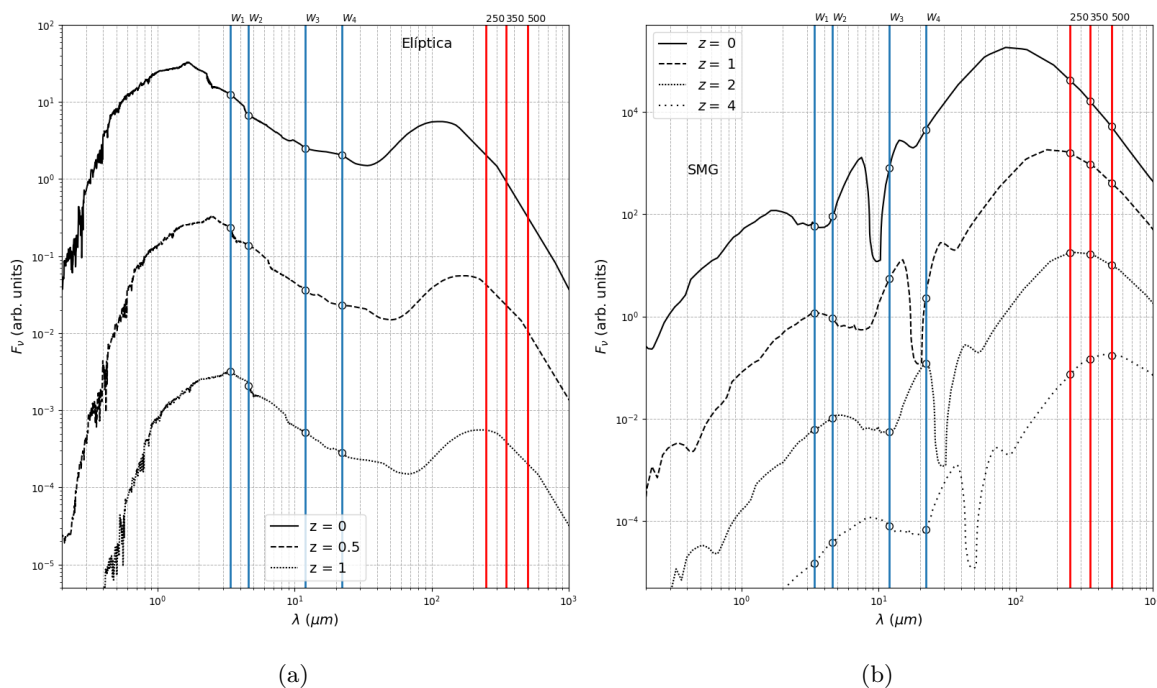 W1 W2 W3 W4 250 350 500
Elíptica
10^2
10^1
10^0
10^-1
10^-2
10^-3
10^-4
10^-5
Fν (arb. units)
z = 0
z = 0.5
z = 1
10^0 10^1 10^2 10^3
λ (μm)
(a)
W1 W2 W3 W4 250 350 500
z = 0
z = 1
z = 2
z = 4
SMG
10^4
10^2
10^0
10^-2
10^-4
Fν (arb. units)
10^0 10^1 10^2 10
λ (μm)
(b)